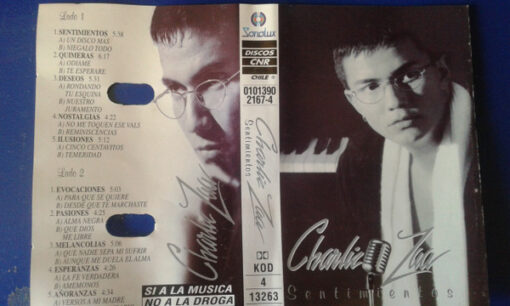 Lado 1
1. SENTIMIENTOS 5:38
A) UN DISCO MAS
B) NIEGALO TODO
2. QUIMERAS 6:17
A) ODIAME
B) TE ESPERARE
3. DESEOS 5:51
A) RONDANDO
TU ESQUINA
B) NUESTRO
JURAMENTO
4. NOSTALGIAS 4:22
A) NO ME TOQUEN ESE VALS
B) REMINISCENCIAS
5. ILUSIONES 5:12
A) CINCO CENTAVITOS
B) TEMERIDAD
Lado 2
1. EVOCACIONES 5:03
A) PARA QUE SE QUIERE
B) DESDE QUE TE MARCHASTE
2. PASIONES 4:25
A) ALMA NEGRA
B) QUE DIOS
ME LIBRE
3. MELANCOLIAS 5:06
A) QUE NADIE SEPA MI SUFRIR
B) AUNQUE ME DUELA EL ALMA
4. ESPERANZAS 4:26
A) LA FE VERDADERA
B) AMEMONOS
5. AÑORANZAS 4:34
A) VERSOS A MI MADRE
Charlie Zaa
SI A LA MUSICA
NO A LA DROGA
Sonolux
DISCOS
CNR
CHILE
0101390
2167-4
Charlie Zaa
Sentimientos
KOD
4
13263
Charlie Zaa
Sentimientos